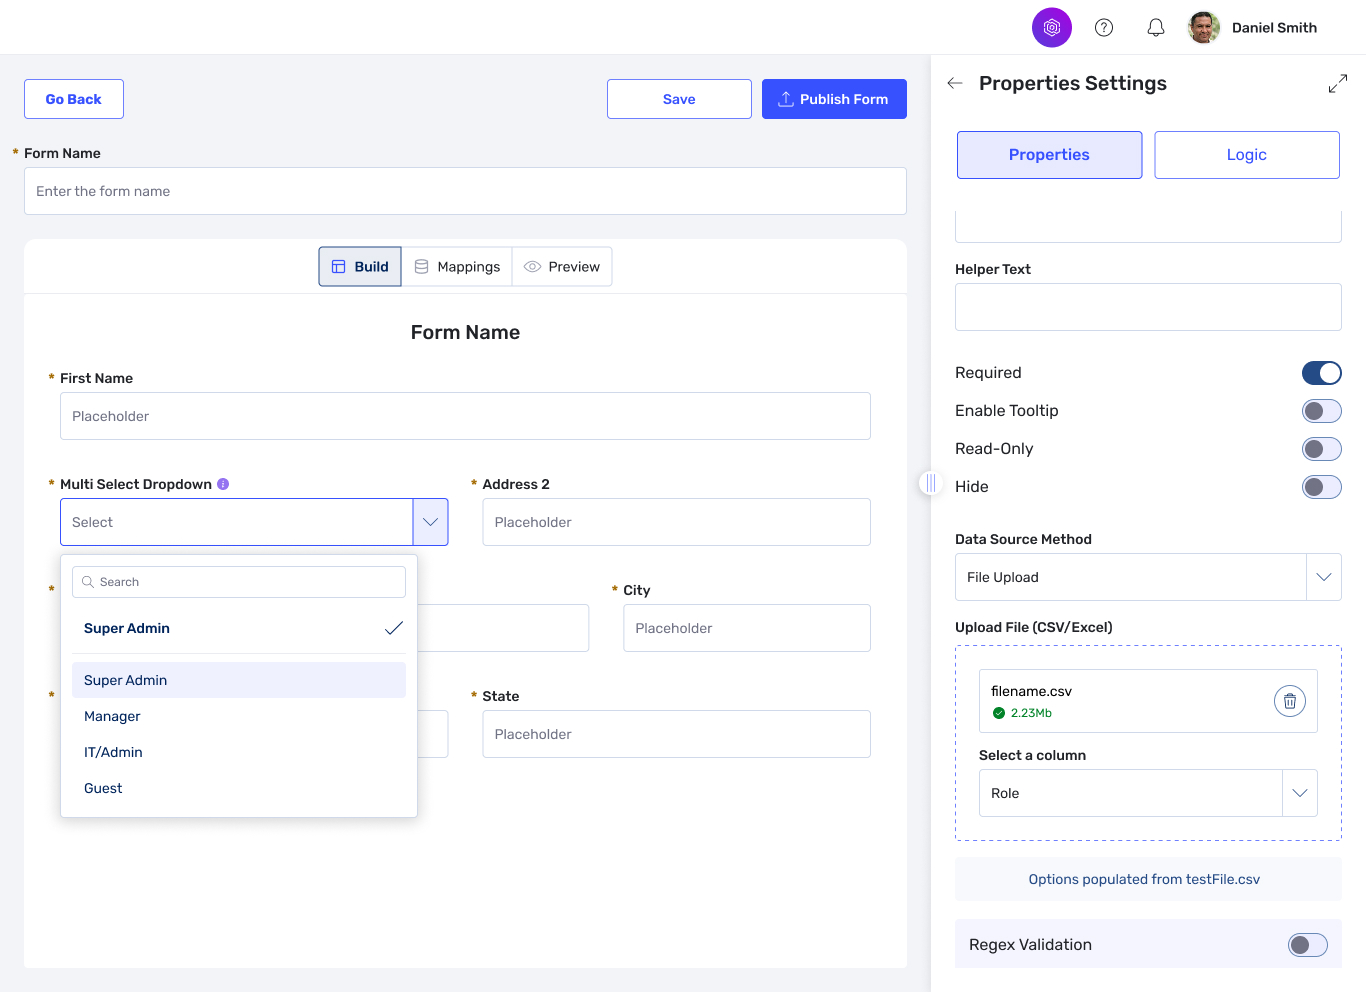 Daniel Smith
Go Back
Save
Publish Form
* Form Name
Enter the form name
Build
Mappings
Preview
Form Name
* First Name
Placeholder
* Multi Select Dropdown
Select
* Address 2
Placeholder
Search
Super Admin
Super Admin
Manager
IT/Admin
Guest
*
* City
Placeholder
*
* State
Placeholder
Properties Settings
Properties
Logic
Helper Text
Required
Enable Tooltip
Read-Only
Hide
Data Source Method
File Upload
Upload File (CSV/Excel)
filename.csv
2.23Mb
Select a column
Role
Options populated from testFile.csv
Regex Validation